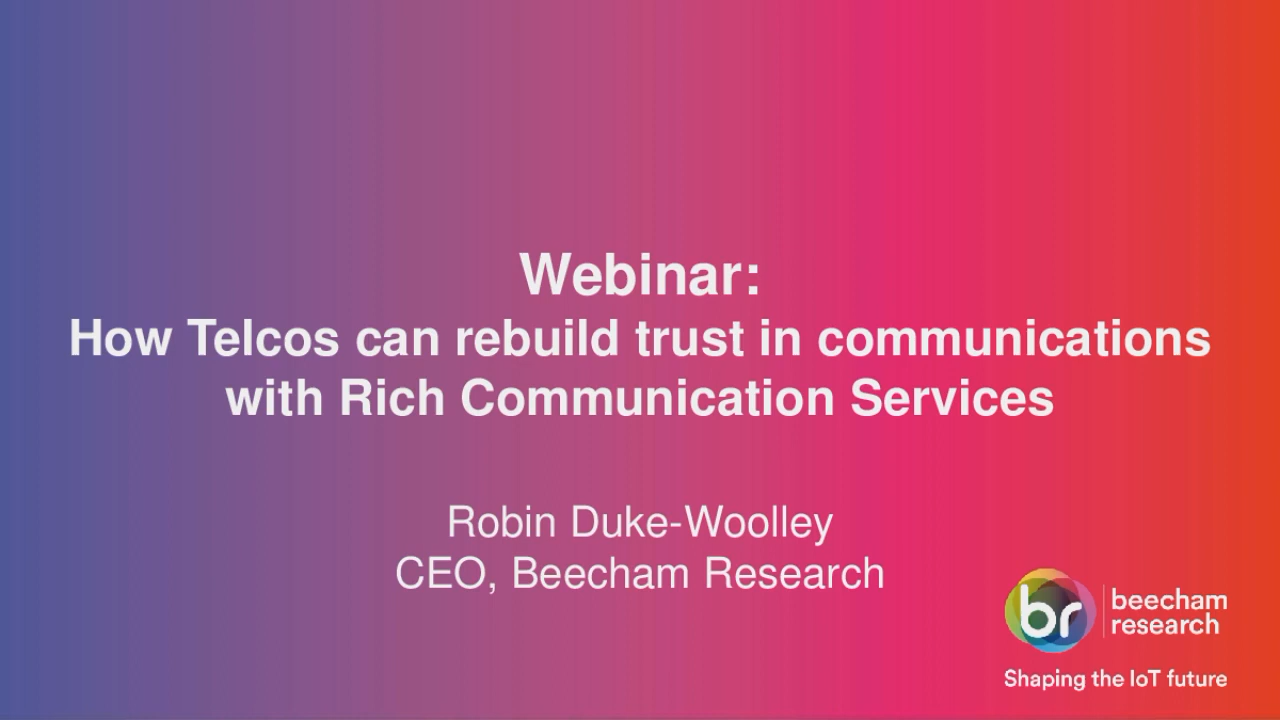 Webinar:
How Telcos can rebuild trust in communications
with Rich Communication Services
Robin Duke-Woolley
CEO, Beecham Research
br
beecham
research
Shaping the IoT future